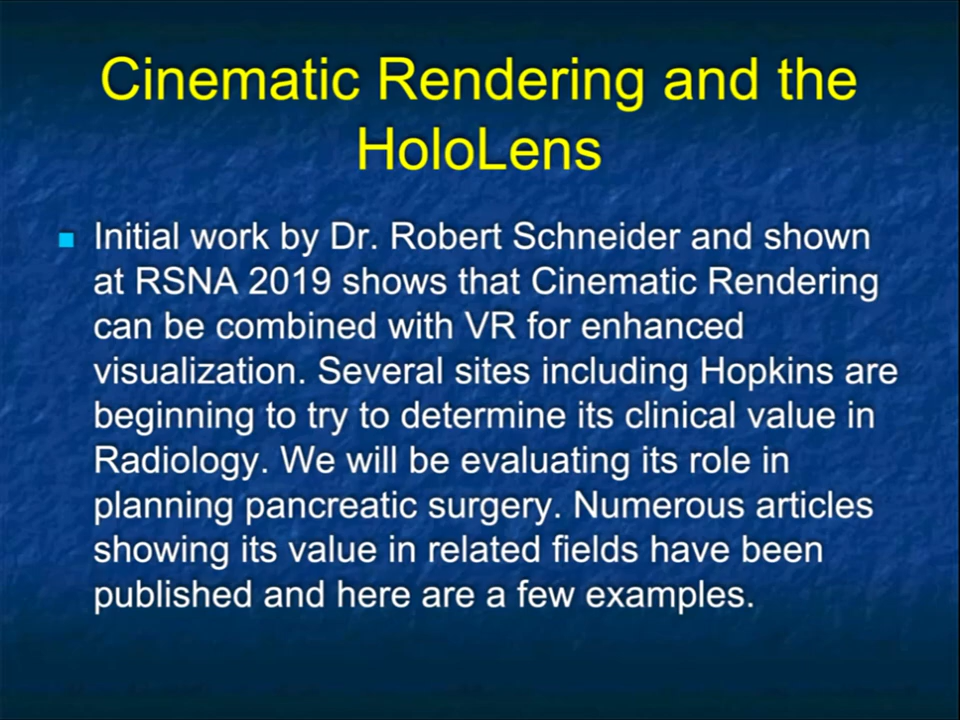 Cinematic Rendering and the
HoloLens
Initial work by Dr. Robert Schneider and shown
at RSNA 2019 shows that Cinematic Rendering
can be combined with VR for enhanced
visualization. Several sites including Hopkins are
beginning to try to determine its clinical value in
Radiology. We will be evaluating its role in
planning pancreatic surgery. Numerous articles
showing its value in related fields have been
published and here are a few examples.